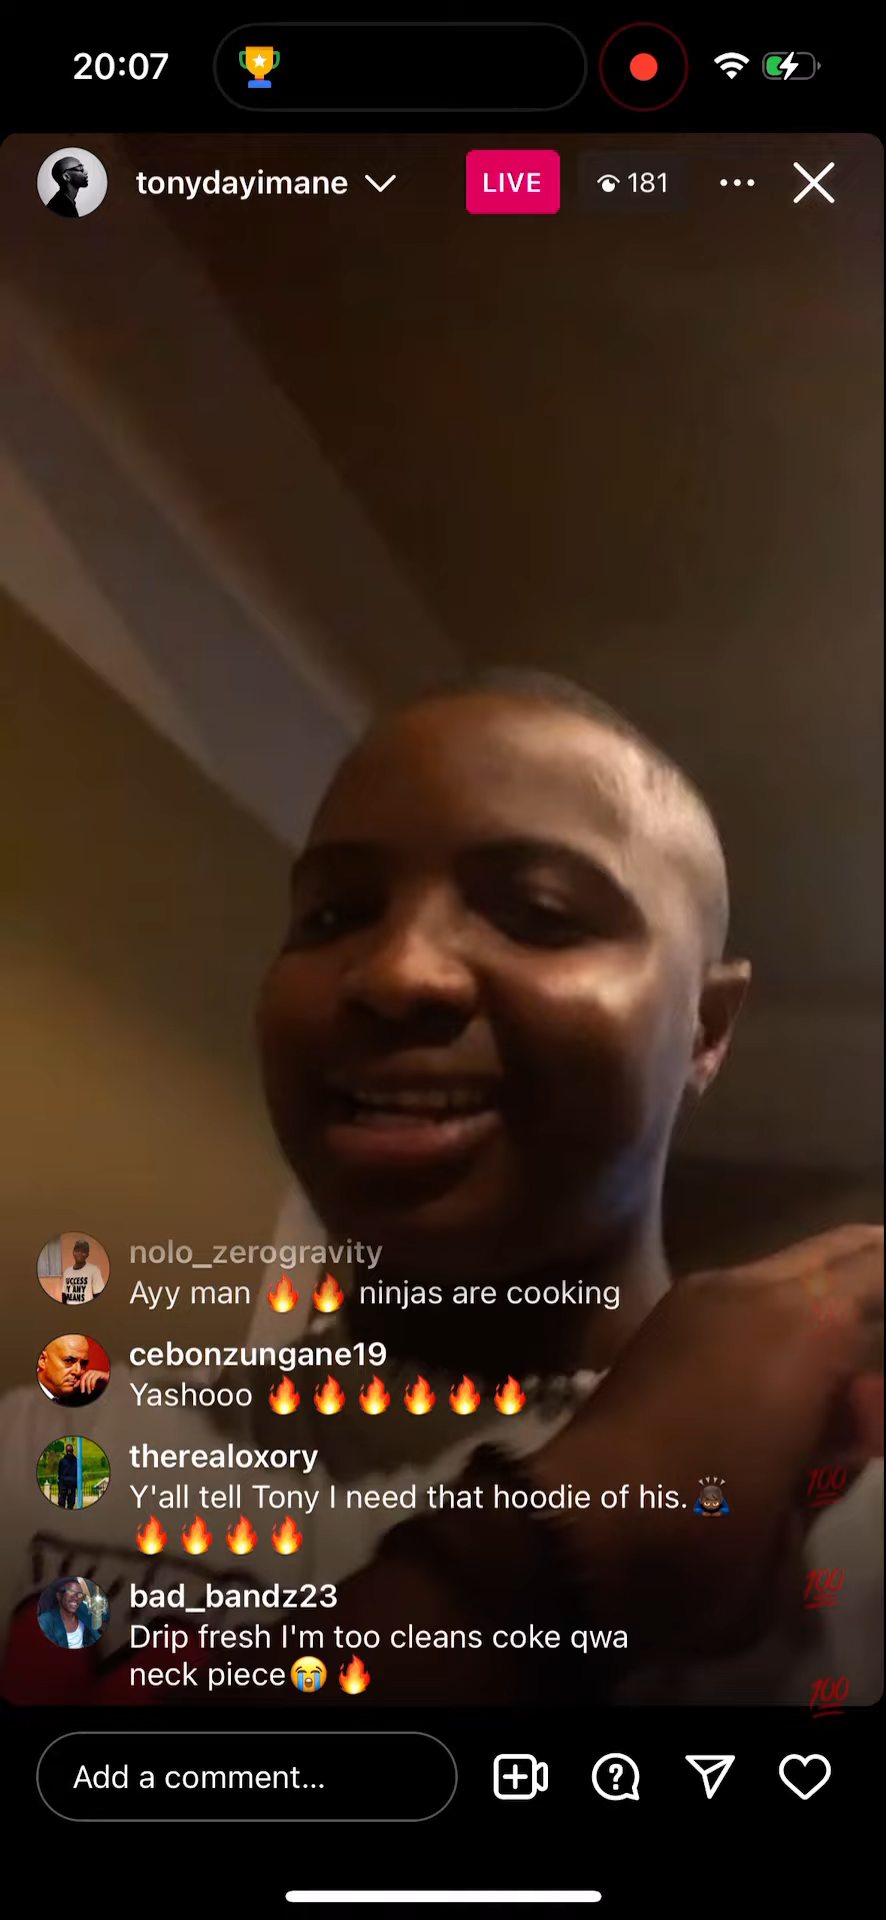 20:07
tonydayimane
LIVE
181
nolo_zerogravity
Ayy man 🔥 🔥 ninjas are cooking
cebonzungane19
Yashooo 🔥 🔥 🔥 🔥 🔥 🔥
therealoxory
Y'all tell Tony I need that hoodie of his.🙇🏿
🔥 🔥 🔥 🔥
bad_bandz23
Drip fresh I'm too cleans coke qwa
neck piece😭 🔥
💯
💯
💯
Add a comment...